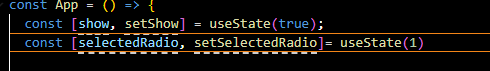 const App = () => {
const [show, setShow] = useState(true);
const [selectedRadio, setSelectedRadio]= useState(1)